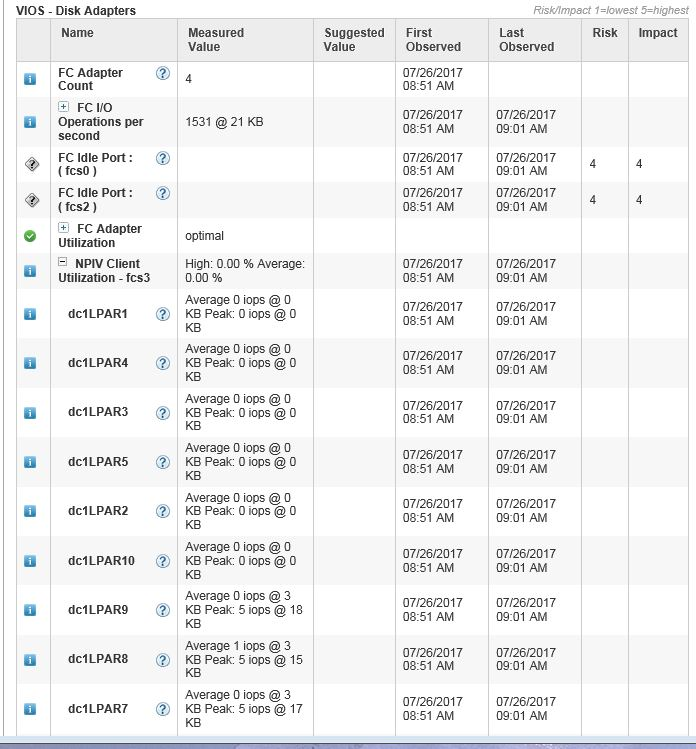 VIOS - Disk Adapters
Risk/Impact 1=lowest 5=highest
Name Measured Value Suggested Value First Observed Last Observed Risk Impact
FC Adapter Count 4 07/26/2017 08:51 AM
FC I/O Operations per second 1531 @ 21 KB 07/26/2017 08:51 AM 07/26/2017 09:01 AM
FC Idle Port : ( fcs0 ) 07/26/2017 08:51 AM 07/26/2017 09:01 AM 4 4
FC Idle Port : ( fcs2 ) 07/26/2017 08:51 AM 07/26/2017 09:01 AM 4 4
FC Adapter Utilization optimal
NPIV Client Utilization - fcs3 High: 0.00 % Average: 0.00 % 07/26/2017 08:51 AM 07/26/2017 09:01 AM
dc1LPAR1 Average 0 iops @ 0 KB Peak: 0 iops @ 0 KB 07/26/2017 08:51 AM 07/26/2017 09:01 AM
dc1LPAR4 Average 0 iops @ 0 KB Peak: 0 iops @ 0 KB 07/26/2017 08:51 AM 07/26/2017 09:01 AM
dc1LPAR3 Average 0 iops @ 0 KB Peak: 0 iops @ 0 KB 07/26/2017 08:51 AM 07/26/2017 09:01 AM
dc1LPAR5 Average 0 iops @ 0 KB Peak: 0 iops @ 0 KB 07/26/2017 08:51 AM 07/26/2017 09:01 AM
dc1LPAR2 Average 0 iops @ 0 KB Peak: 0 iops @ 0 KB 07/26/2017 08:51 AM 07/26/2017 09:01 AM
dc1LPAR10 Average 0 iops @ 0 KB Peak: 0 iops @ 0 KB 07/26/2017 08:51 AM 07/26/2017 09:01 AM
dc1LPAR9 Average 0 iops @ 3 KB Peak: 5 iops @ 18 KB 07/26/2017 08:51 AM 07/26/2017 09:01 AM
dc1LPAR8 Average 1 iops @ 3 KB Peak: 5 iops @ 15 KB 07/26/2017 08:51 AM 07/26/2017 09:01 AM
dc1LPAR7 Average 0 iops @ 3 KB Peak: 5 iops @ 17 KB 07/26/2017 08:51 AM 07/26/2017 09:01 AM